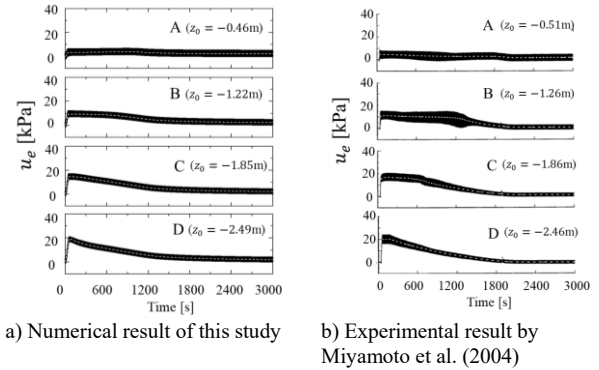 40
A (z₀ = −0.46m)
20
0
40
B (z₀ = −1.22m)
20
0
40
C (z₀ = −1.85m)
20
0
40
D (z₀ = −2.49m)
20
0
uₑ [kPa]
0 600 1200 1800 2400 3000
Time [s]
a) Numerical result of this study
40
A (z₀ = −0.51m)
20
0
40
B (z₀ = −1.26m)
20
0
40
C (z₀ = −1.86m)
20
0
40
D (z₀ = −2.46m)
20
0
uₑ [kPa]
0 600 1200 1800 2400 3000
Time [s]
b) Experimental result by
Miyamoto et al. (2004)